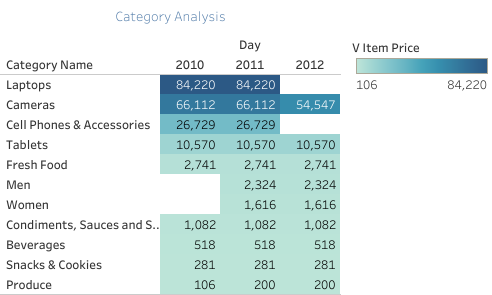 Category Analysis
Day
V Item Price
Category Name 2010 2011 2012
106 84,220
Laptops 84,220 84,220
Cameras 66,112 66,112 54,547
Cell Phones & Accessories 26,729 26,729
Tablets 10,570 10,570 10,570
Fresh Food 2,741 2,741 2,741
Men 2,324 2,324
Women 1,616 1,616
Condiments, Sauces and S.. 1,082 1,082 1,082
Beverages 518 518 518
Snacks & Cookies 281 281 281
Produce 106 200 200